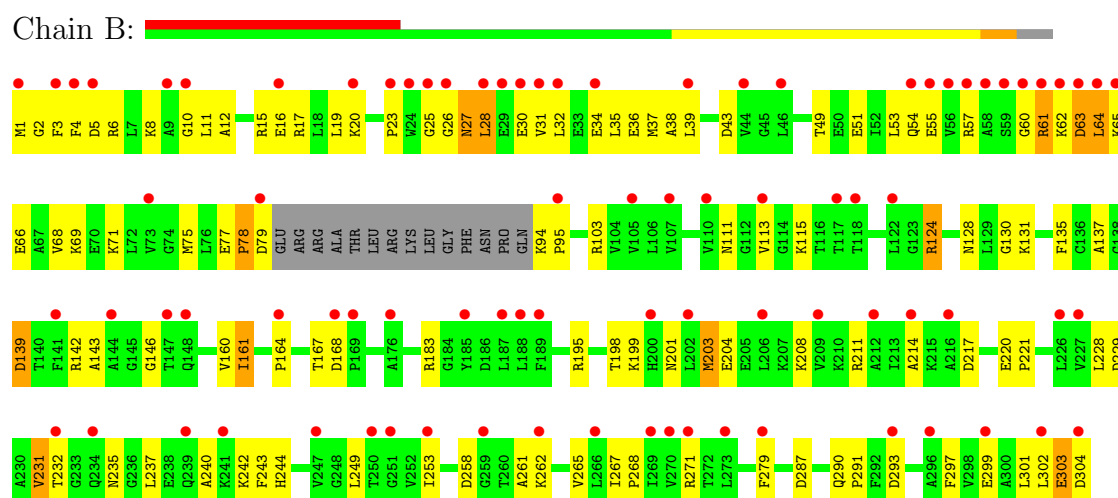 Chain B:
M1 G2 F3 F4 D5 R6 L7 K8 A9 G10 L11 A12 R15 E16 R17 L18 L19 K20 P23 W24 G25 G26 N27 L28 E29 E30 V31 L32 E33 E34 L35 E36 M37 A38 L39 D43 V44 G45 L46 T49 E50 E51 I52 L53 Q54 E55 V56 R57 A58 S59 G60 R61 K62 D63 L64 K65
E66 A67 V68 K69 E70 K71 L72 V73 G74 M75 L76 E77 P78 D79 GLU ARG ARG ALA THR LEU ARG LYS LEU GLY PHE ASN PRO GLN K94 P95 R103 V104 V105 L106 V107 V110 N111 G112 V113 G114 K115 T116 T117 T118 L122 G123 R124 N128 L129 G130 K131 F135 C136 A137 G138
D139 T140 F141 R142 A143 A144 G145 G146 T147 Q148 V160 I161 P164 T167 D168 P169 A176 R183 G184 Y185 D186 L187 L188 F189 R195 T198 K199 H200 N201 L202 M203 E204 E205 L206 K207 K208 V209 K210 R211 A212 I213 A214 K215 A216 D217 E220 P221 L226 V227 L228 D229
A230 V231 T232 G233 Q234 N235 G236 L237 E238 Q239 A240 K241 K242 F243 H244 V247 G248 L249 T250 G251 V252 I253 D258 G259 T260 A261 K262 V265 L266 I267 P268 L269 V270 R271 T272 L273 F279 D287 Q290 P291 F292 D293 A296 F297 V298 E299 A300 L301 L302 E303 D304